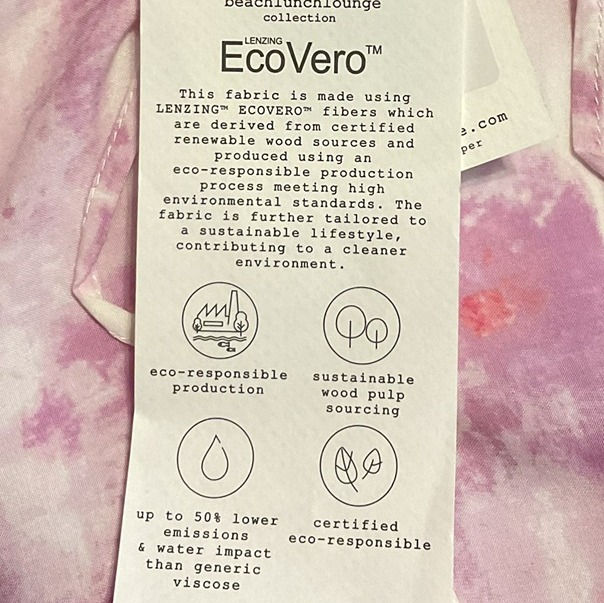 beachlunchlounge
collection
LENZING
EcoVero™
This fabric is made using
LENZING™ ECOVERO™ fibers which
are derived from certified
renewable wood sources and
produced using an
eco-responsible production
process meeting high
environmental standards. The
fabric is further tailored to
a sustainable lifestyle,
contributing to a cleaner
environment.
eco-responsible
production
sustainable
wood pulp
sourcing
up to 50% lower
emissions
& water impact
than generic
viscose
certified
eco-responsible
.com
per